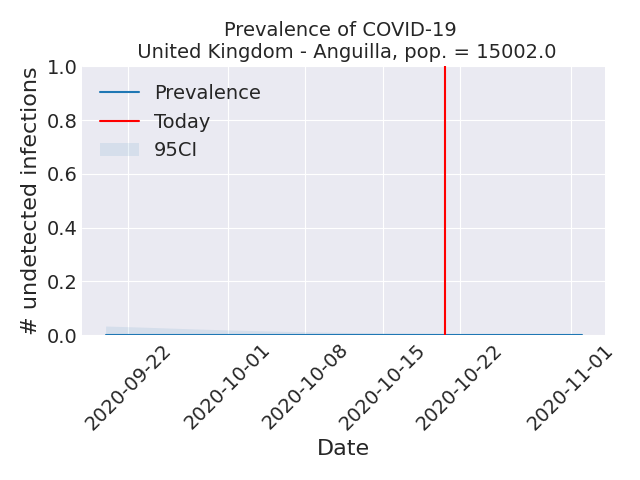 Prevalence of COVID-19
United Kingdom - Anguilla, pop. = 15002.0
# undetected infections
1.0
0.8
0.6
0.4
0.2
0.0
Prevalence
Today
95CI
2020-09-22
2020-10-01
2020-10-08
2020-10-15
2020-10-22
2020-11-01
Date